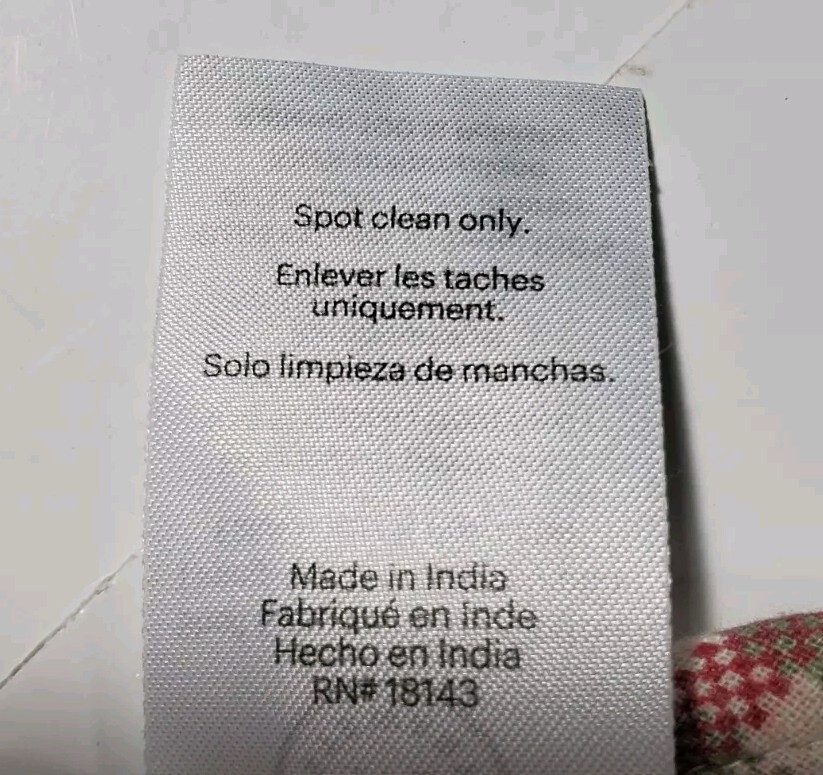 Spot clean only.
Enlever les taches
uniquement.
Solo limpieza de manchas.
Made in India
Fabriqué en Inde
Hecho en India
RN# 18143